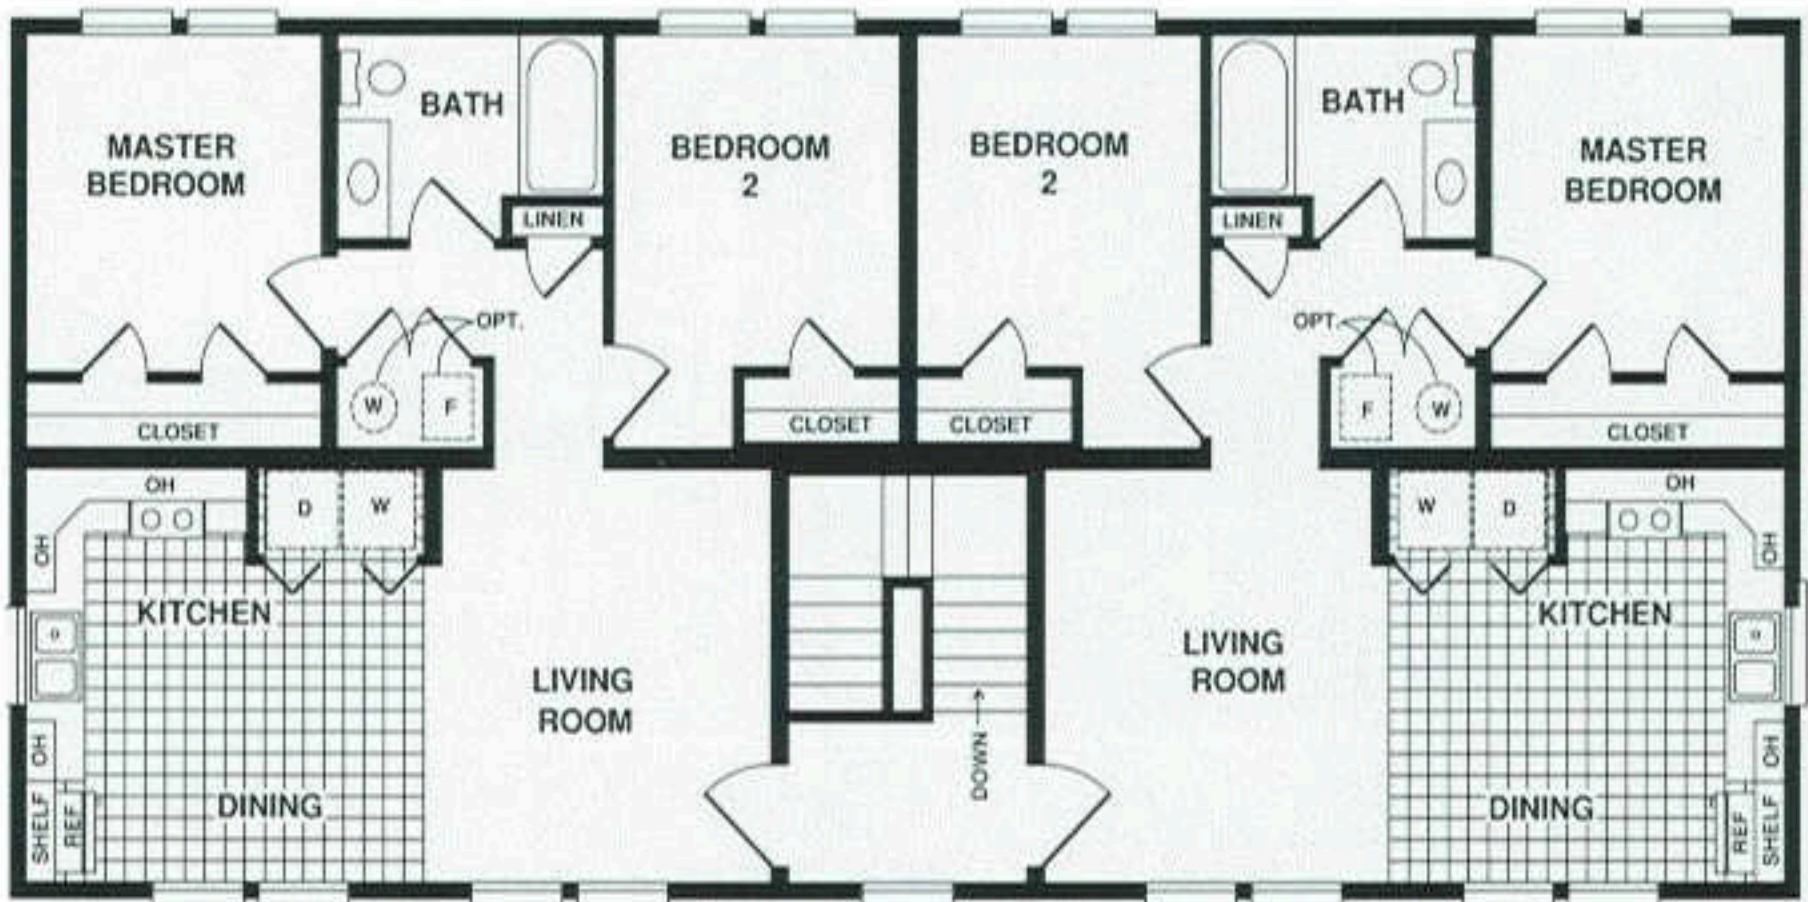 MASTER
BEDROOM
BATH
LINEN
BEDROOM
2
BEDROOM
2
LINEN
BATH
MASTER
BEDROOM
OPT.
W
F
CLOSET
CLOSET
CLOSET
OPT.
F
W
CLOSET
OH
OH
D
W
KITCHEN
DINING
OH
SHELF
REF
LIVING
ROOM
DOWN
LIVING
ROOM
W
D
OH
OH
KITCHEN
DINING
OH
REF
SHELF